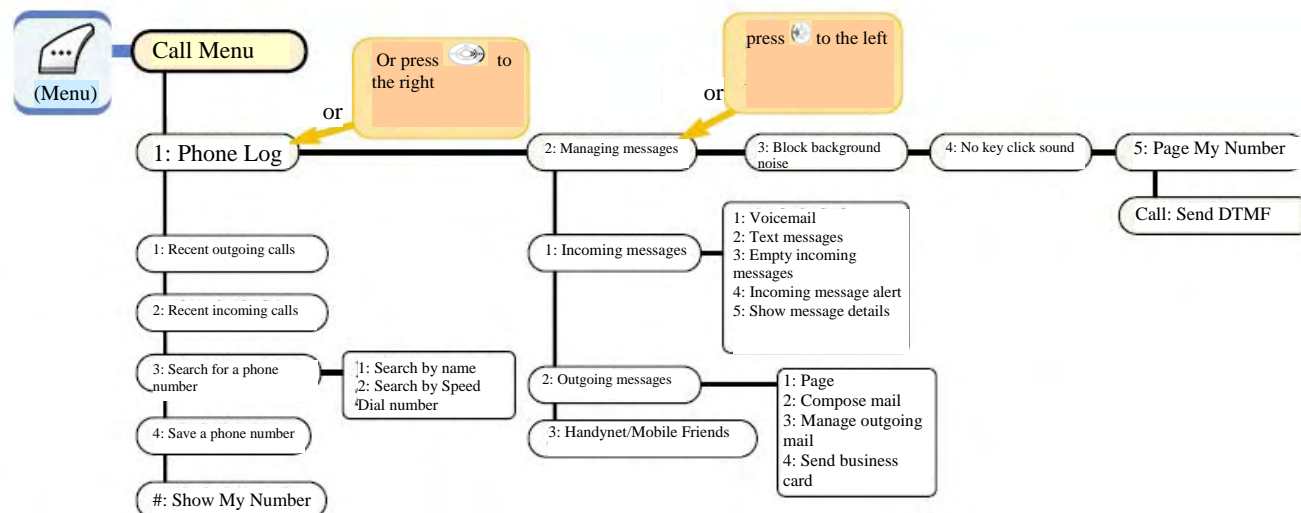 Call Menu
(Menu)
Or press to
the right
or
press to the left
or
1: Phone Log
2: Managing messages
3: Block background
noise
4: No key click sound
5: Page My Number
Call: Send DTMF
1: Recent outgoing calls
2: Recent incoming calls
3: Search for a phone
number
1: Search by name
2: Search by Speed
Dial number
4: Save a phone number
#: Show My Number
1: Incoming messages
1: Voicemail
2: Text messages
3: Empty incoming
messages
4: Incoming message alert
5: Show message details
2: Outgoing messages
1: Page
2: Compose mail
3: Manage outgoing
mail
4: Send business
card
3: Handynet/Mobile Friends